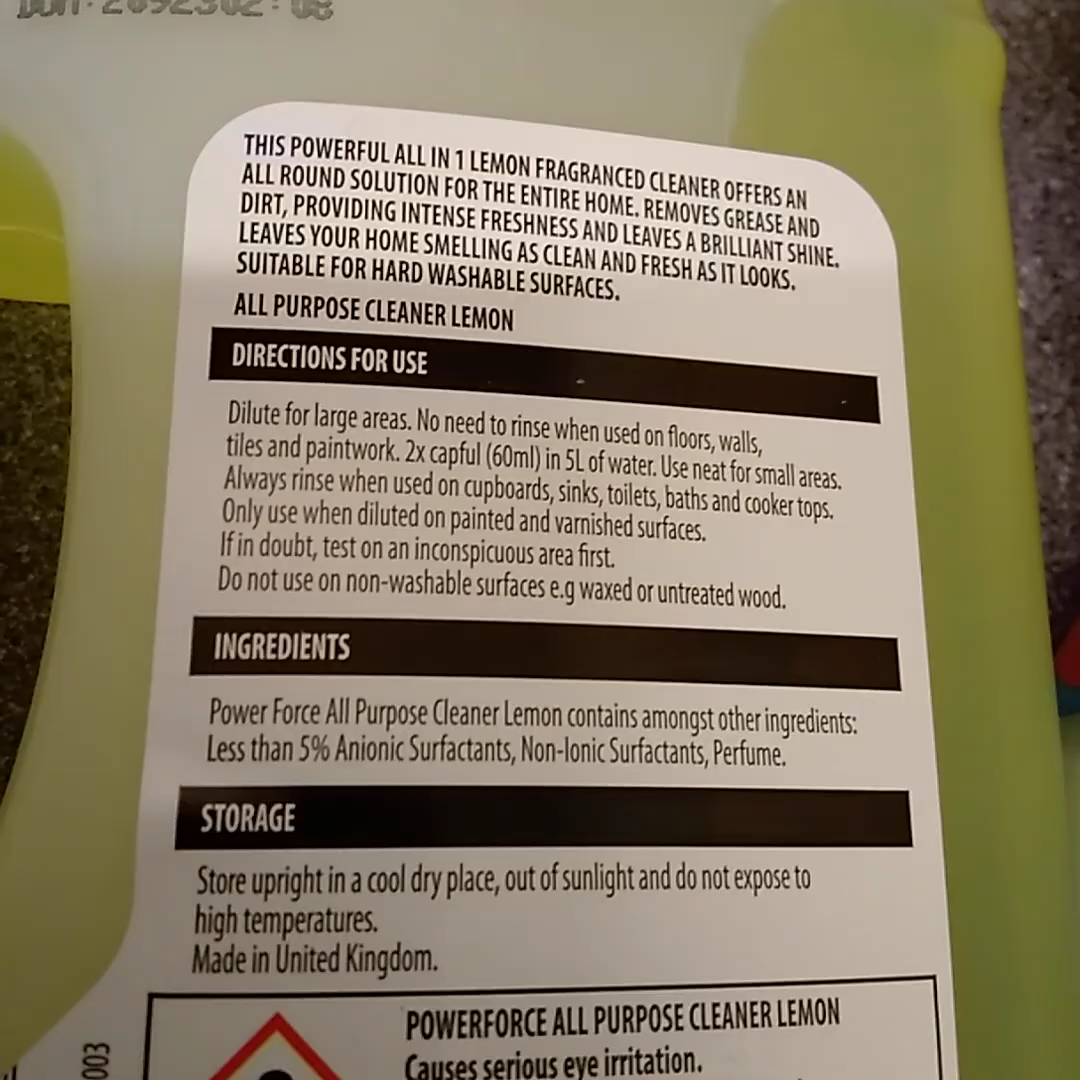 THIS POWERFUL ALL IN 1 LEMON FRAGRANCED CLEANER OFFERS AN
ALL ROUND SOLUTION FOR THE ENTIRE HOME. REMOVES GREASE AND
DIRT, PROVIDING INTENSE FRESHNESS AND LEAVES A BRILLIANT SHINE.
LEAVES YOUR HOME SMELLING AS CLEAN AND FRESH AS IT LOOKS.
SUITABLE FOR HARD WASHABLE SURFACES.
ALL PURPOSE CLEANER LEMON
DIRECTIONS FOR USE
Dilute for large areas. No need to rinse when used on floors, walls,
tiles and paintwork. 2x capful (60ml) in 5L of water. Use neat for small areas.
Always rinse when used on cupboards, sinks, toilets, baths and cooker tops.
Only use when diluted on painted and varnished surfaces.
If in doubt, test on an inconspicuous area first.
Do not use on non-washable surfaces e.g waxed or untreated wood.
INGREDIENTS
Power Force All Purpose Cleaner Lemon contains amongst other ingredients:
Less than 5% Anionic Surfactants, Non-Ionic Surfactants, Perfume.
STORAGE
Store upright in a cool dry place, out of sunlight and do not expose to
high temperatures.
Made in United Kingdom.
POWERFORCE ALL PURPOSE CLEANER LEMON
Causes serious eye irritation.
003